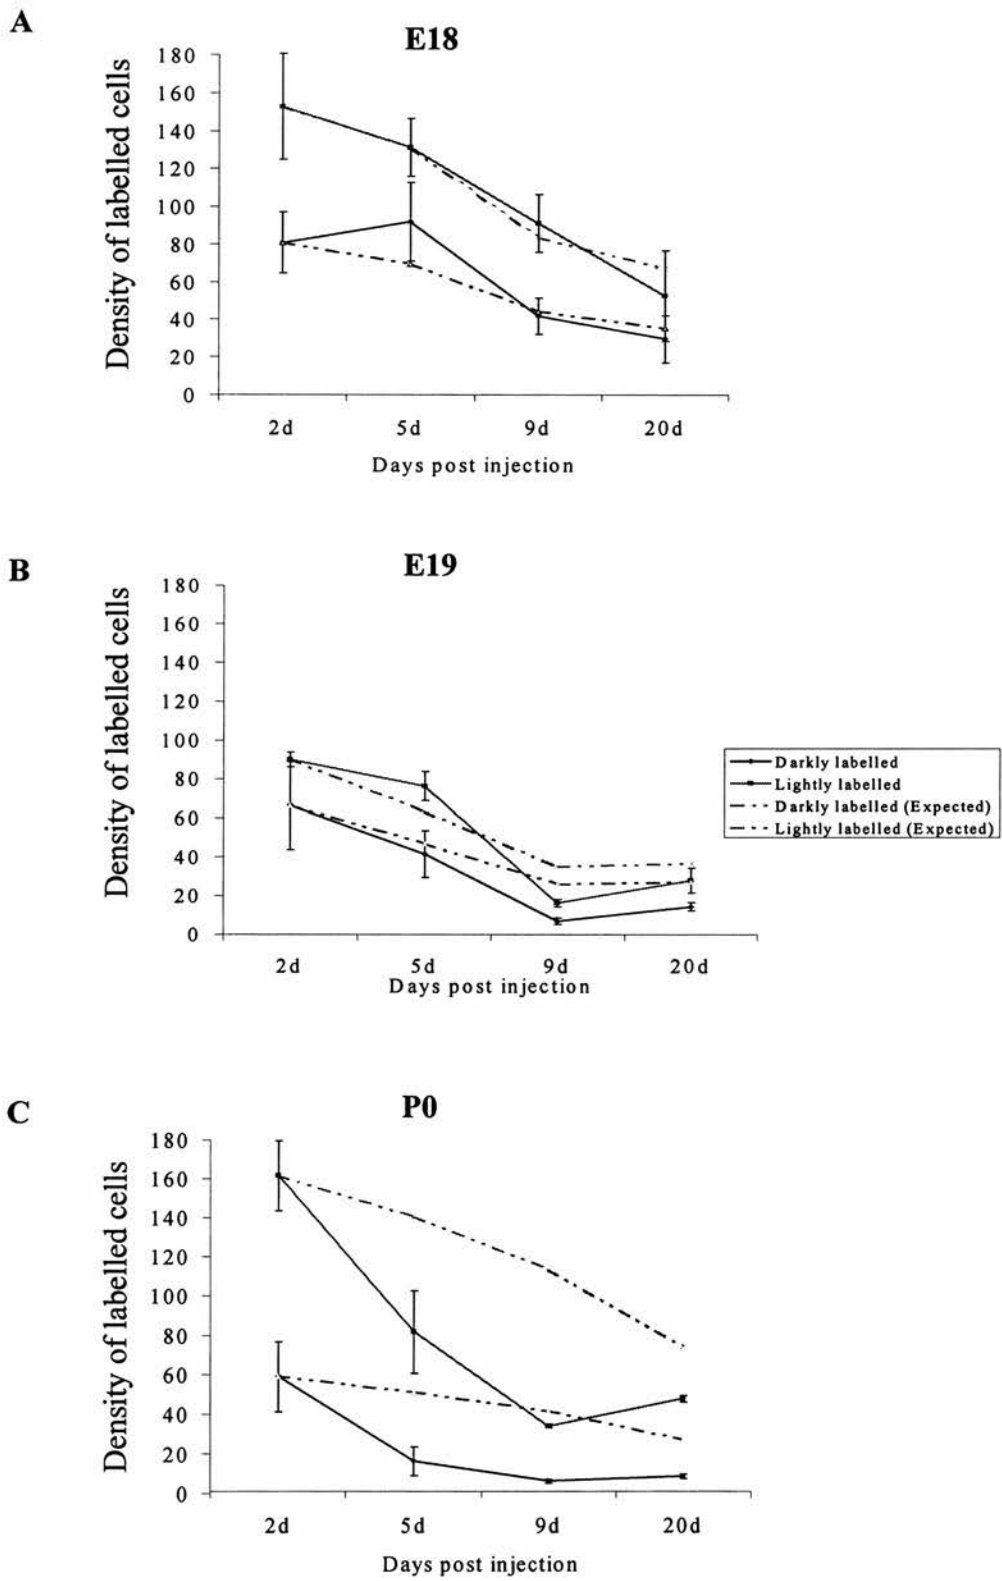 A
E18
Density of labelled cells
180
160
140
120
100
80
60
40
20
0
2d 5d 9d 20d
Days post injection
B
E19
Density of labelled cells
180
160
140
120
100
80
60
40
20
0
2d 5d 9d 20d
Days post injection
Darkly labelled
Lightly labelled
Darkly labelled (Expected)
Lightly labelled (Expected)
C
P0
Density of labelled cells
180
160
140
120
100
80
60
40
20
0
2d 5d 9d 20d
Days post injection